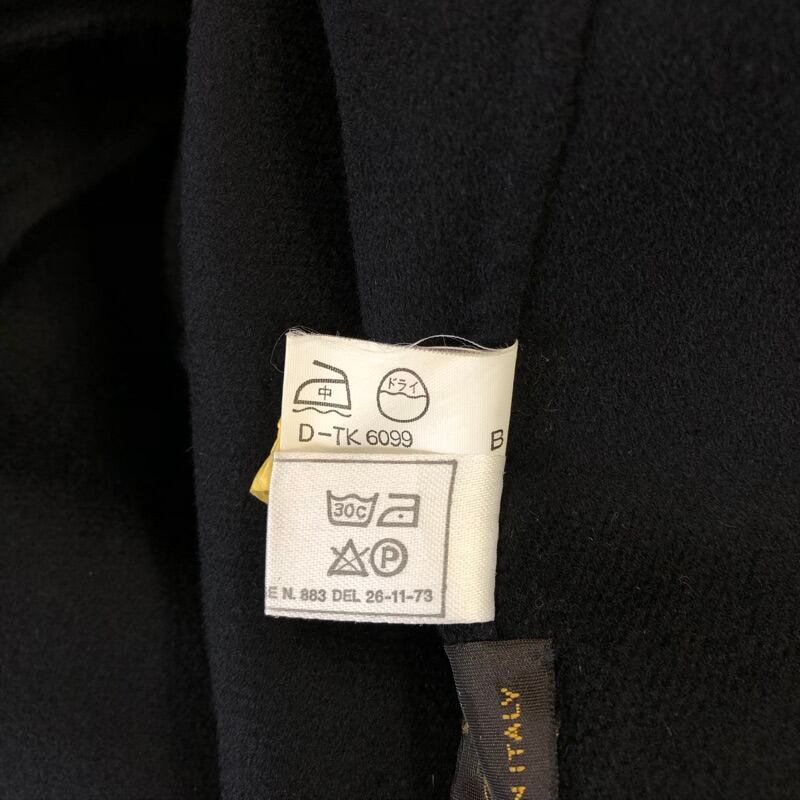 中 ドライ
D-TK 6099 B
30C
P
E N. 883 DEL 26-11-73
N ITALY